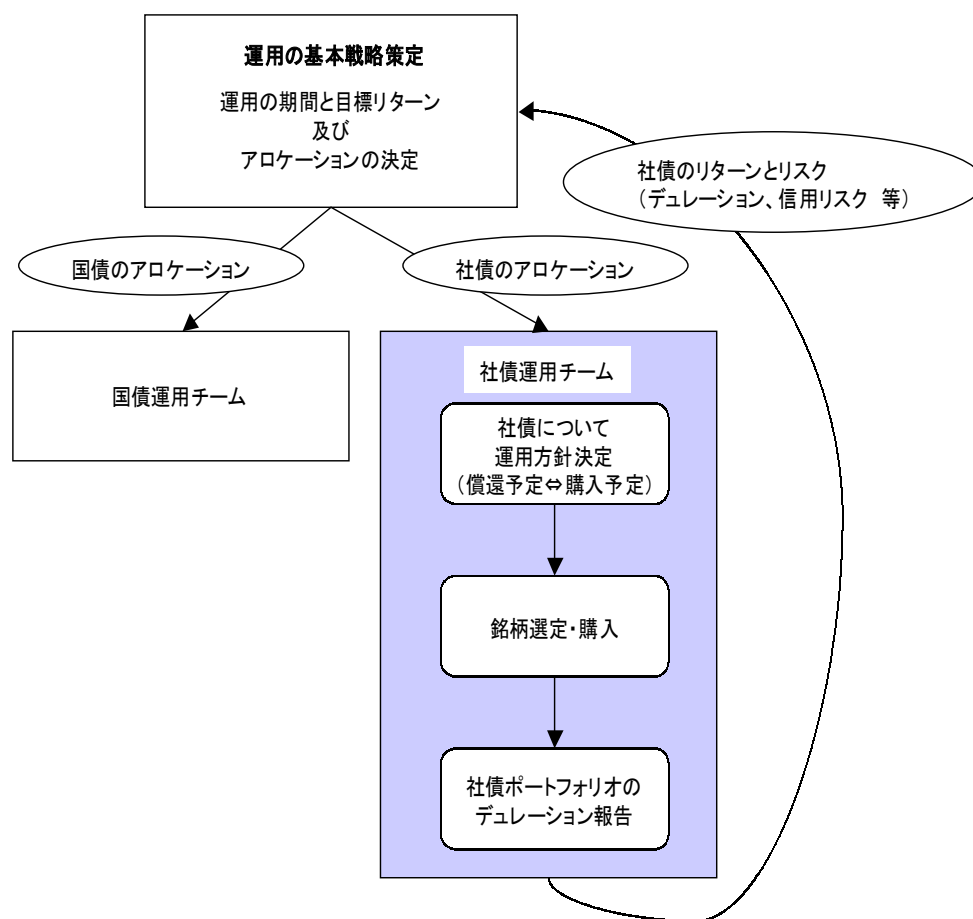 運用の基本戦略策定
運用の期間と目標リターン
及び
アロケーションの決定
社債のリターンとリスク
（デュレーション、信用リスク 等）
国債のアロケーション
社債のアロケーション
国債運用チーム
社債運用チーム
社債について
運用方針決定
（償還予定⇔購入予定）
銘柄選定・購入
社債ポートフォリオの
デュレーション報告